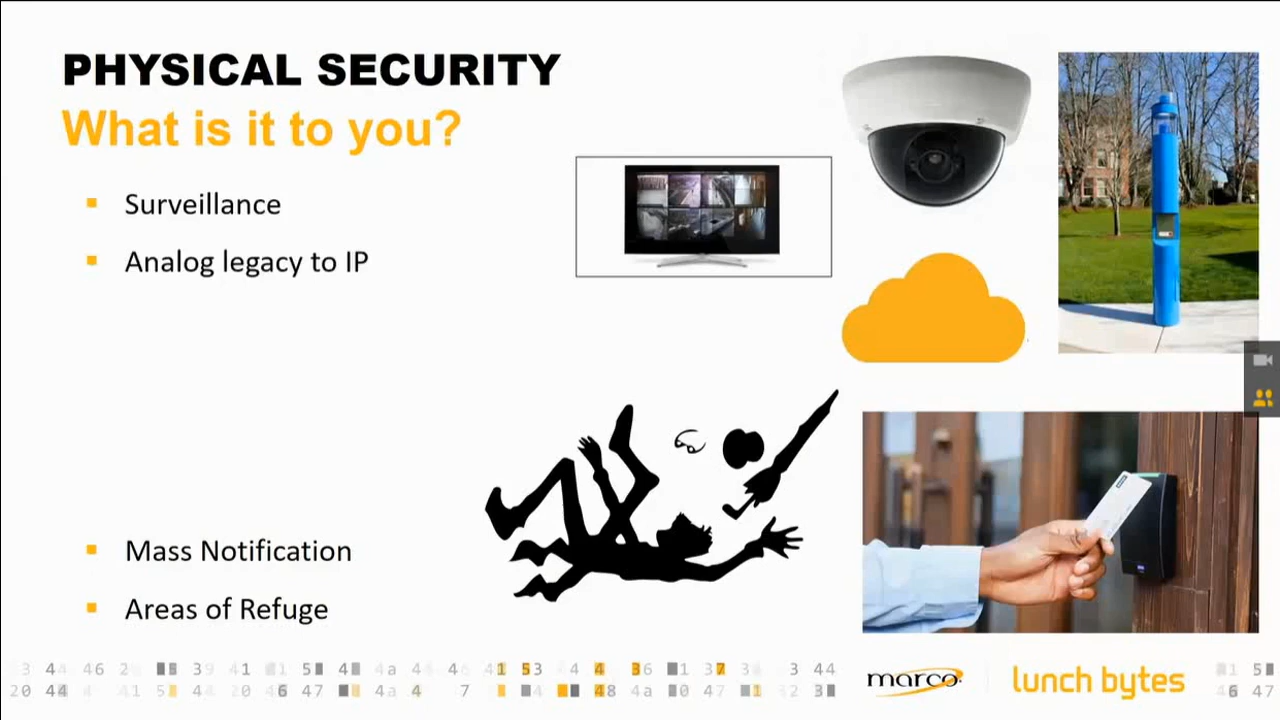 PHYSICAL SECURITY
What is it to you?
Surveillance
Analog legacy to IP
Mass Notification
Areas of Refuge
marco
lunch bytes